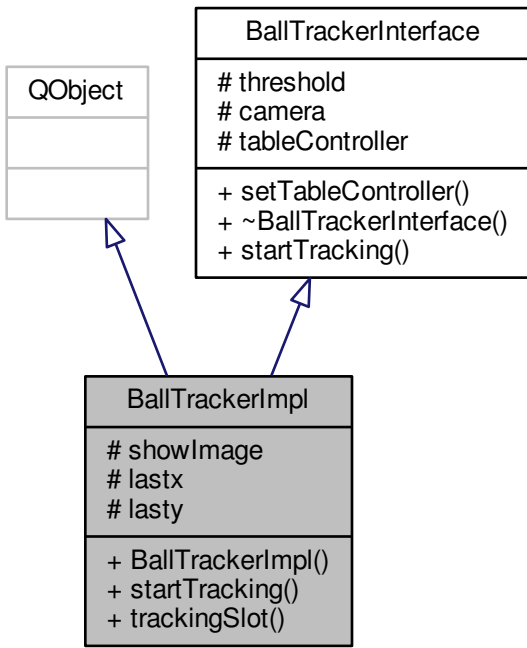 BallTrackerInterface
# threshold
# camera
# tableController
+ setTableController()
+ ~BallTrackerInterface()
+ startTracking()
QObject
BallTrackerImpl
# showImage
# lastx
# lasty
+ BallTrackerImpl()
+ startTracking()
+ trackingSlot()